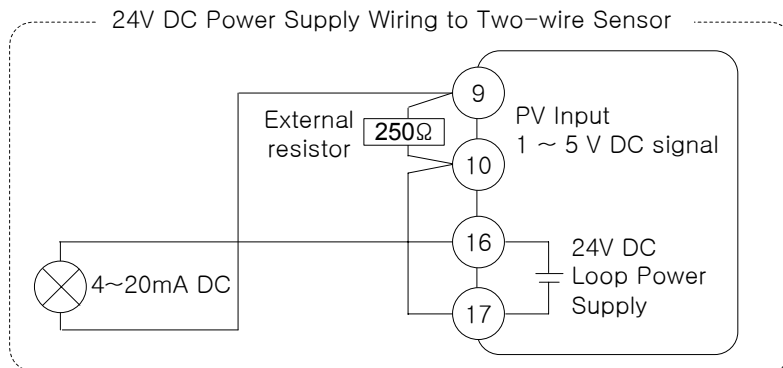 24V DC Power Supply Wiring to Two-wire Sensor
9
External
resistor
250Ω
PV Input
1 ~ 5 V DC signal
10
16
24V DC
Loop Power
Supply
4~20mA DC
17